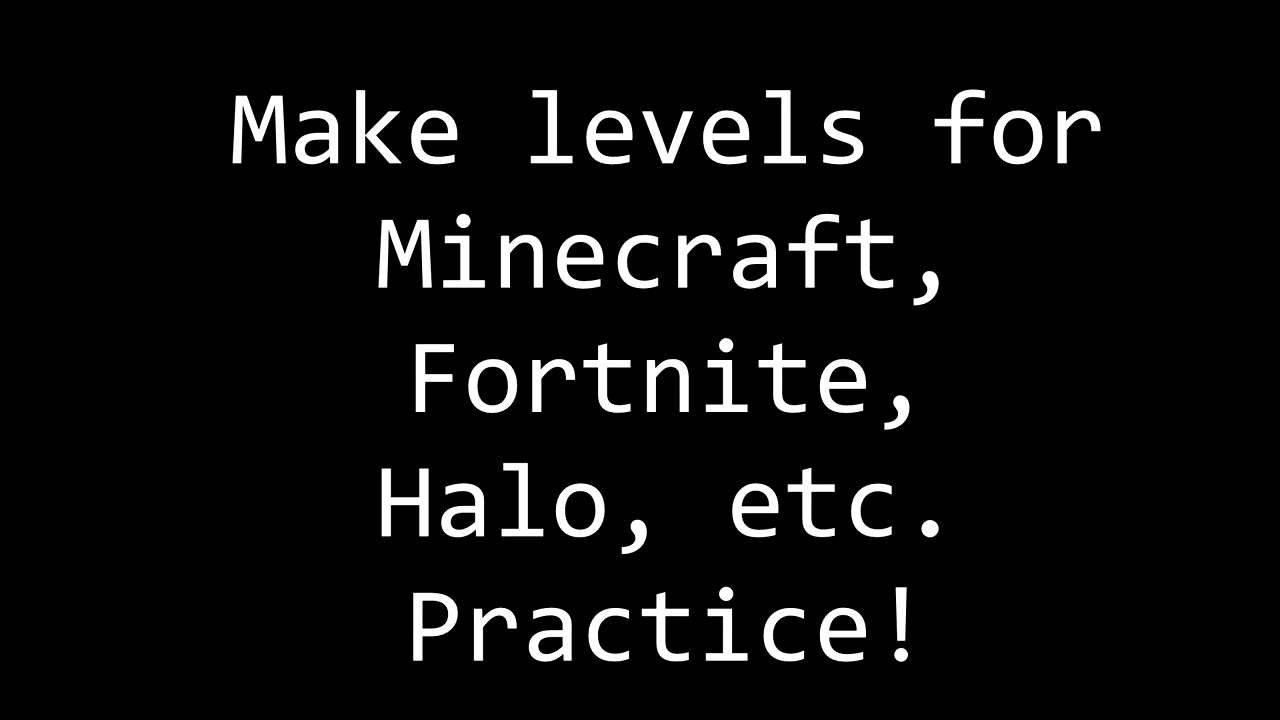 Make levels for
Minecraft,
Fortnite,
Halo, etc.
Practice!